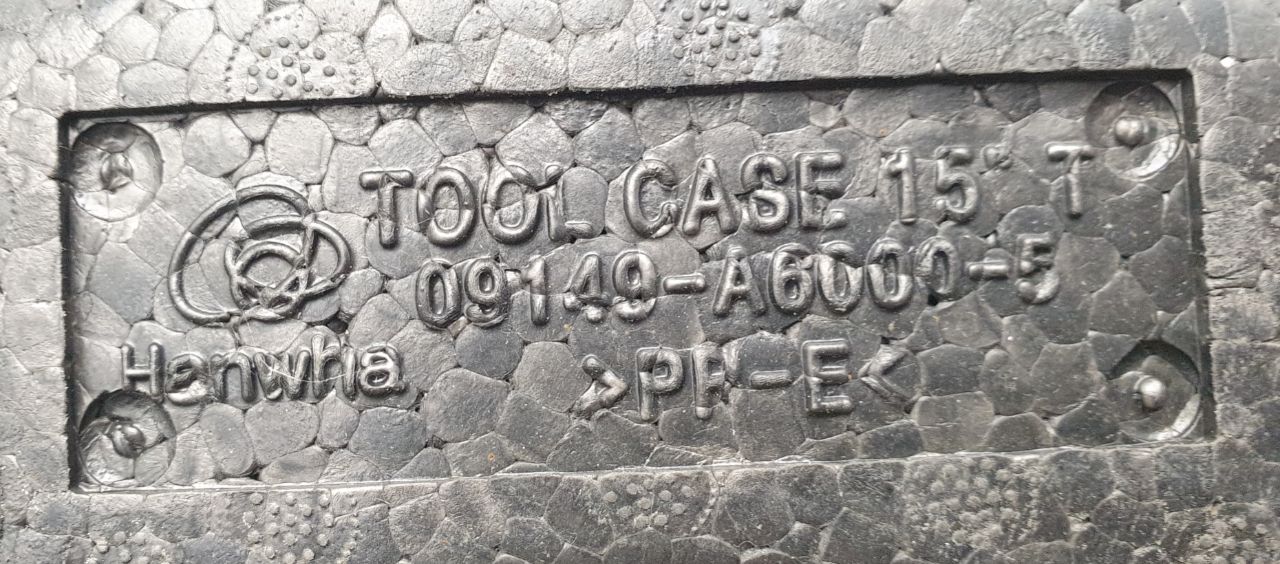 TOOL CASE 15" T
09149-A6000-5
Hanwha
>PP-E<